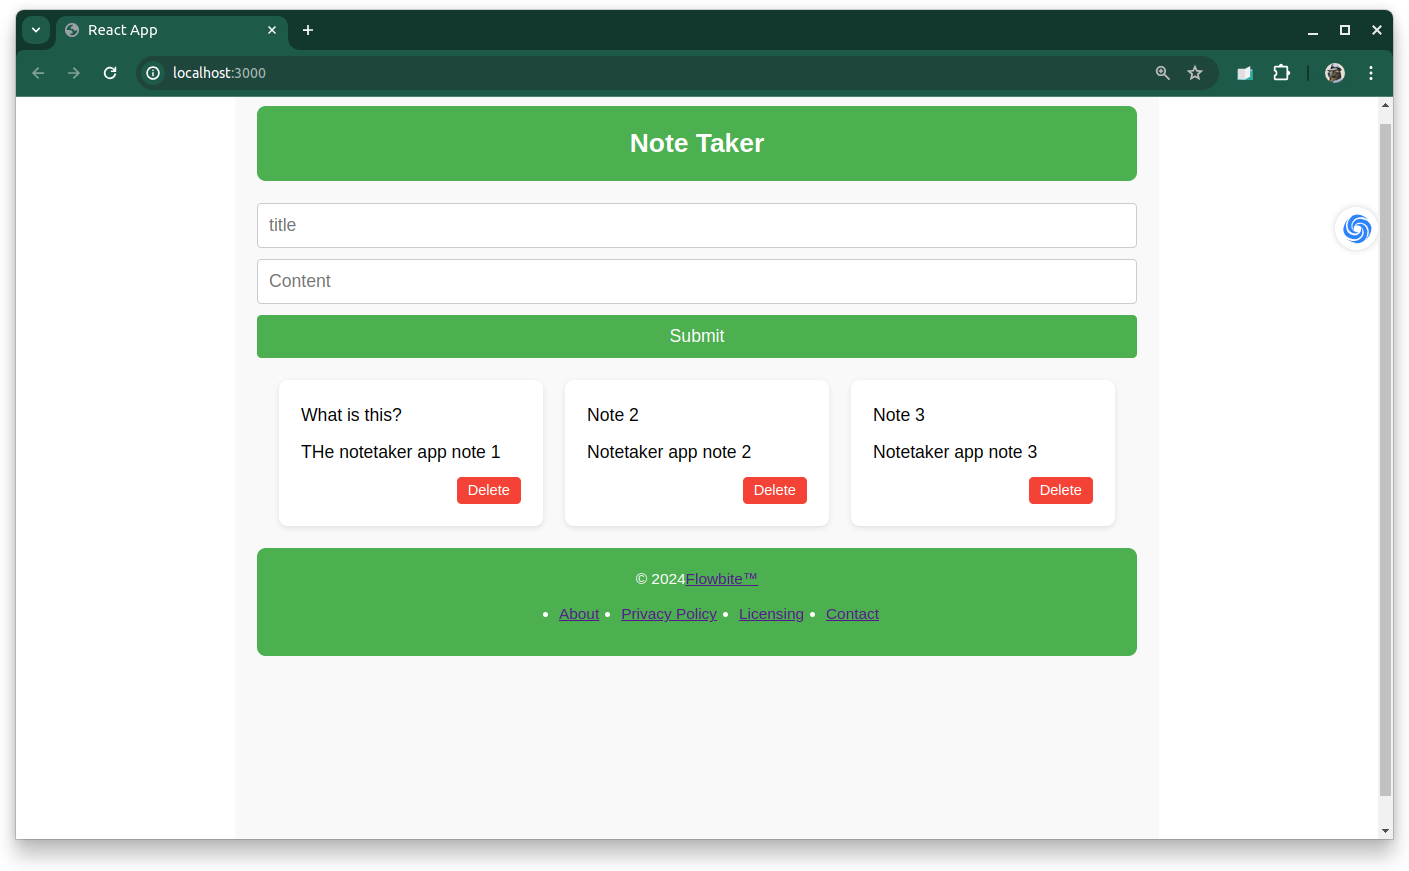 React App
localhost:3000
Note Taker
title
Content
Submit
What is this?
THe notetaker app note 1
Delete
Note 2
Notetaker app note 2
Delete
Note 3
Notetaker app note 3
Delete
© 2024Flowbite™
• About • Privacy Policy • Licensing • Contact